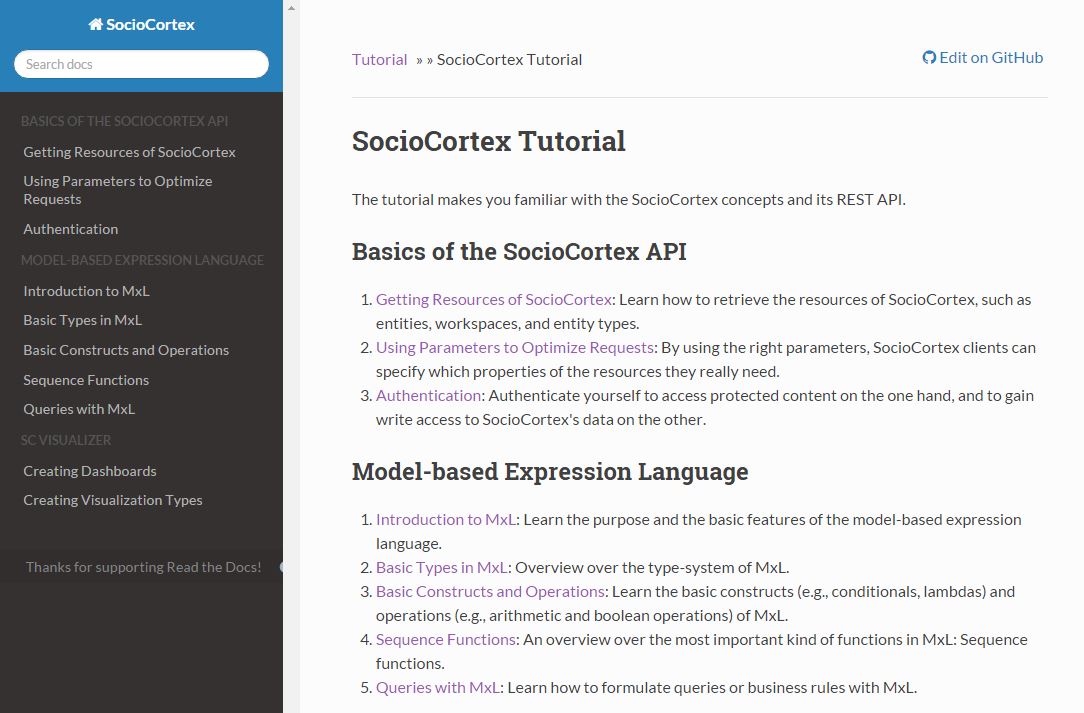 SocioCortex
Search docs
BASICS OF THE SOCIOCORTEX API
Getting Resources of SocioCortex
Using Parameters to Optimize
Requests
Authentication
MODEL-BASED EXPRESSION LANGUAGE
Introduction to MxL
Basic Types in MxL
Basic Constructs and Operations
Sequence Functions
Queries with MxL
SC VISUALIZER
Creating Dashboards
Creating Visualization Types
Thanks for supporting Read the Docs!
Tutorial » » SocioCortex Tutorial
Edit on GitHub
SocioCortex Tutorial
The tutorial makes you familiar with the SocioCortex concepts and its REST API.
Basics of the SocioCortex API
1. Getting Resources of SocioCortex: Learn how to retrieve the resources of SocioCortex, such as
entities, workspaces, and entity types.
2. Using Parameters to Optimize Requests: By using the right parameters, SocioCortex clients can
specify which properties of the resources they really need.
3. Authentication: Authenticate yourself to access protected content on the one hand, and to gain
write access to SocioCortex's data on the other.
Model-based Expression Language
1. Introduction to MxL: Learn the purpose and the basic features of the model-based expression
language.
2. Basic Types in MxL: Overview over the type-system of MxL.
3. Basic Constructs and Operations: Learn the basic constructs (e.g., conditionals, lambdas) and
operations (e.g., arithmetic and boolean operations) of MxL.
4. Sequence Functions: An overview over the most important kind of functions in MxL: Sequence
functions.
5. Queries with MxL: Learn how to formulate queries or business rules with MxL.